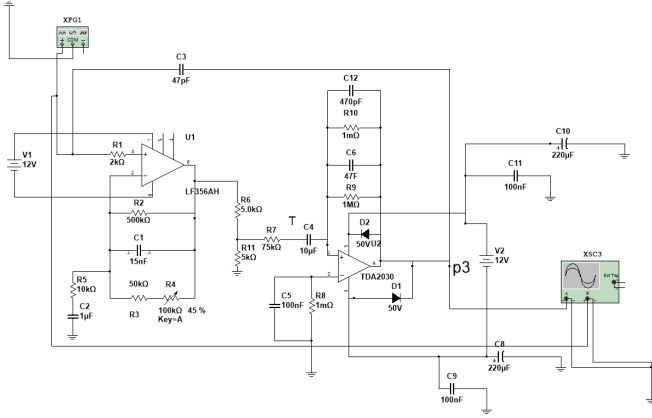 XFG1
COM
C3
47pF
C12
470pF
R10
1mΩ
C6
47F
R9
1MΩ
C10
220µF
C11
100nF
V1
12V
R1
2kΩ
U1
LF356AH
R2
500kΩ
C1
15nF
R5
10kΩ
C2
1µF
50kΩ
R3
R4
100kΩ
Key=A
45 %
R6
5.0kΩ
R11
5kΩ
T
R7
75kΩ
C4
10µF
D2
50V
U2
TDA2030
D1
50V
C5
100nF
R8
1mΩ
p3
V2
12V
XSC3
Ext Trig
A
B
C8
220µF
C9
100nF